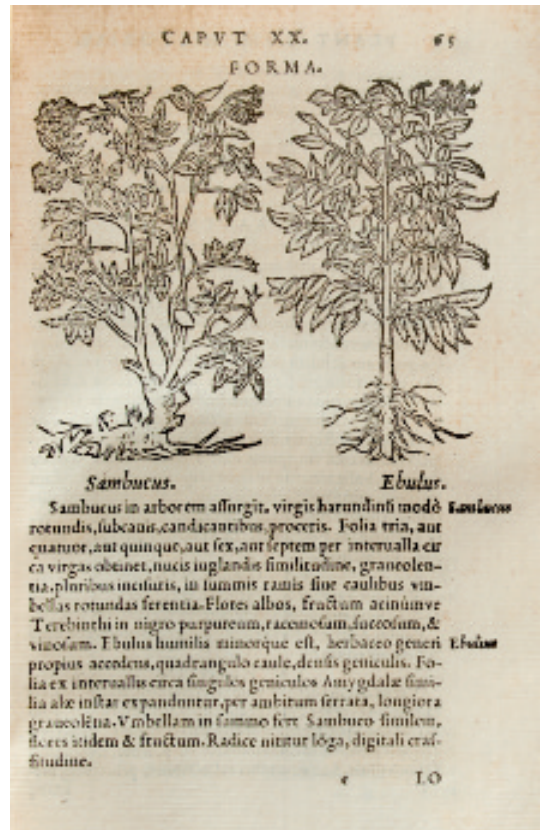 CAPVT XX. 65
FORMA.
Sambucus. Ebulus.
Sambucus in arborem assurgit, virgis harundinũ modò Sambucus
rotundis, subcauis, candicantibus, proceris. Folia tria, aut
quatuor, aut quinque, aut sex, aut septem per interualla cir
ca virgas obtinet, nucis iuglandis similitudine, graueolen-
tia, pluribus incisuris, in summis ramis siue caulibus vm-
bellas rotundas ferentia. Flores albos, fructum acinúmve
Terebinthi in nigro purpureum, racemosum, succosum, &
vinosum. Ebulus humilis minorque est, herbaceo generi Ebulus
propius accedens, quadrangulo caule, densis geniculis. Fo-
lia ex interuallis circa singulos geniculos Amygdalæ simi-
lia alæ instar expanduntur, per ambitum serrata, longiora
graueolẽtia. Vmbellam in summo fert Sambuco similem,
flores itidem & fructum. Radice nititur lõga, digitali cras-
situdine.
e IO